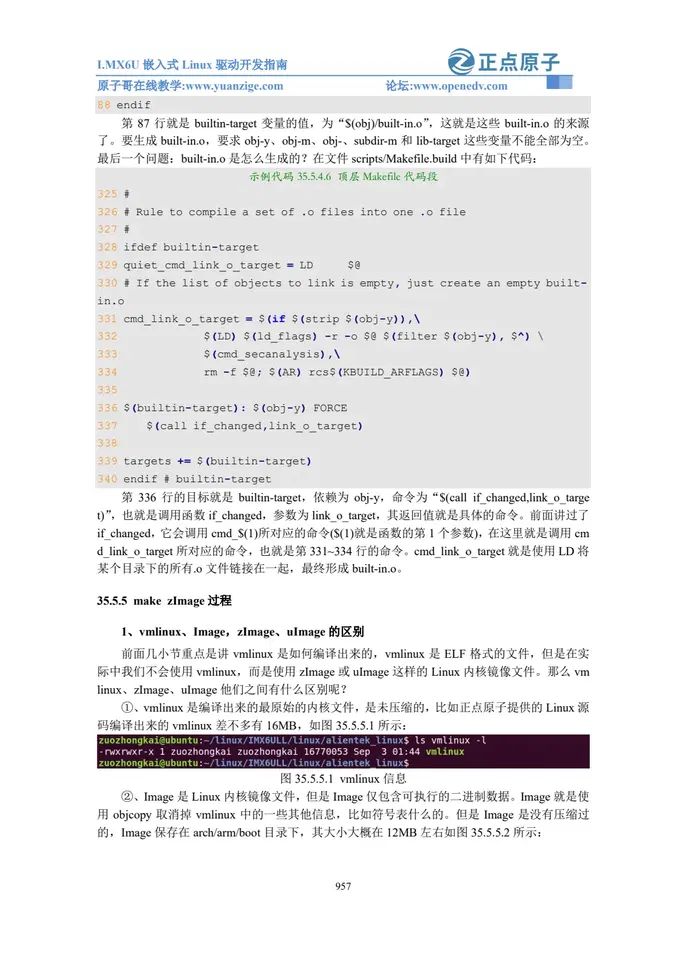 I.MX6U 嵌入式 Linux 驱动开发指南
正点原子
原子哥在线教学:www.yuanzige.com 论坛:www.openedv.com
88 endif
第 87 行就是 builtin-target 变量的值，为“$(obj)/built-in.o”，这就是这些 built-in.o 的来源
了。要生成 built-in.o，要求 obj-y、obj-m、obj-、subdir-m 和 lib-target 这些变量不能全部为空。
最后一个问题：built-in.o 是怎么生成的？在文件 scripts/Makefile.build 中有如下代码：
示例代码 35.5.4.6 顶层 Makefile 代码段
325 #
326 # Rule to compile a set of .o files into one .o file
327 #
328 ifdef builtin-target
329 quiet_cmd_link_o_target = LD $@
330 # If the list of objects to link is empty, just create an empty built-
in.o
331 cmd_link_o_target = $(if $(strip $(obj-y)),\
332 $(LD) $(ld_flags) -r -o $@ $(filter $(obj-y), $^) \
333 $(cmd_secanalysis),\
334 rm -f $@; $(AR) rcs$(KBUILD_ARFLAGS) $@)
335
336 $(builtin-target): $(obj-y) FORCE
337 $(call if_changed,link_o_target)
338
339 targets += $(builtin-target)
340 endif # builtin-target
第 336 行的目标就是 builtin-target，依赖为 obj-y，命令为“$(call if_changed,link_o_targe
t)”，也就是调用函数 if_changed，参数为 link_o_target，其返回值就是具体的命令。前面讲过了
if_changed，它会调用 cmd_$(1)所对应的命令($(1)就是函数的第 1 个参数)，在这里就是调用 cm
d_link_o_target 所对应的命令，也就是第 331~334 行的命令。cmd_link_o_target 就是使用 LD 将
某个目录下的所有.o 文件链接在一起，最终形成 built-in.o。
35.5.5 make zImage 过程
1、vmlinux、Image，zImage、uImage 的区别
前面几小节重点是讲 vmlinux 是如何编译出来的，vmlinux 是 ELF 格式的文件，但是在实
际中我们不会使用 vmlinux，而是使用 zImage 或 uImage 这样的 Linux 内核镜像文件。那么 vm
linux、zImage、uImage 他们之间有什么区别呢？
①、vmlinux 是编译出来的最原始的内核文件，是未压缩的，比如正点原子提供的 Linux 源
码编译出来的 vmlinux 差不多有 16MB，如图 35.5.5.1 所示：
zuozhongkai@ubuntu:~/linux/IMX6ULL/linux/alientek_linux$ ls vmlinux -l
-rwxrwxr-x 1 zuozhongkai zuozhongkai 16770053 Sep 3 01:44 vmlinux
zuozhongkai@ubuntu:~/linux/IMX6ULL/linux/alientek_linux$
图 35.5.5.1 vmlinux 信息
②、Image 是 Linux 内核镜像文件，但是 Image 仅包含可执行的二进制数据。Image 就是使
用 objcopy 取消掉 vmlinux 中的一些其他信息，比如符号表什么的。但是 Image 是没有压缩过
的，Image 保存在 arch/arm/boot 目录下，其大小大概在 12MB 左右如图 35.5.5.2 所示：
957